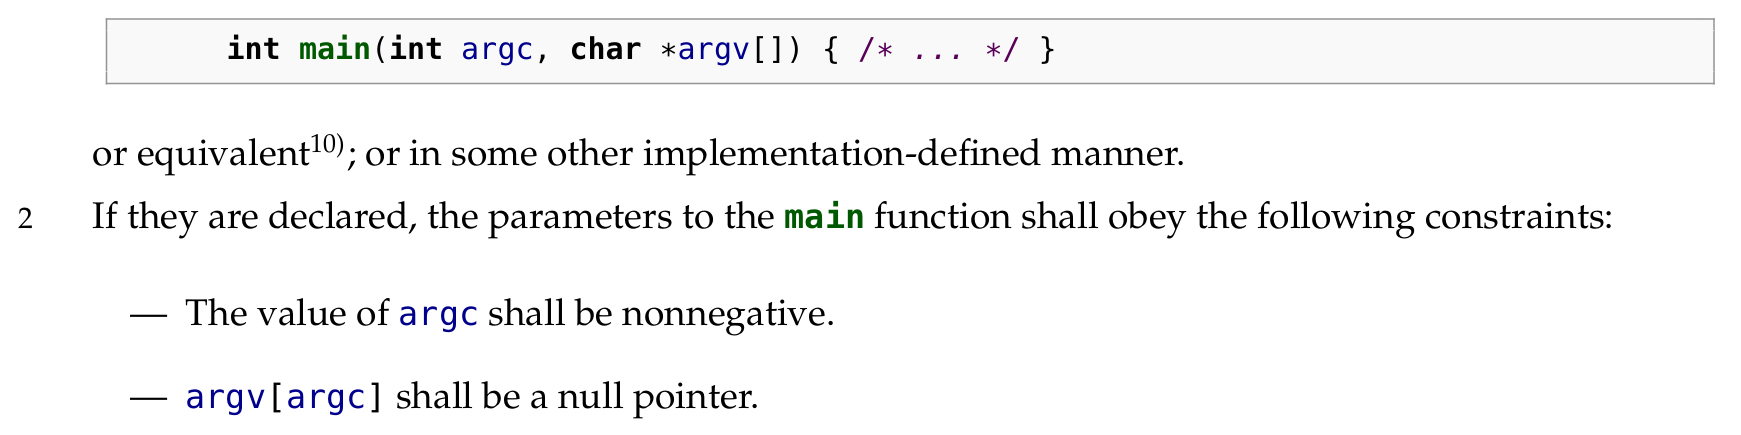 int main(int argc, char *argv[]) { /* ... */ }
or equivalent10); or in some other implementation-defined manner.
2 If they are declared, the parameters to the main function shall obey the following constraints:
— The value of argc shall be nonnegative.
— argv[argc] shall be a null pointer.